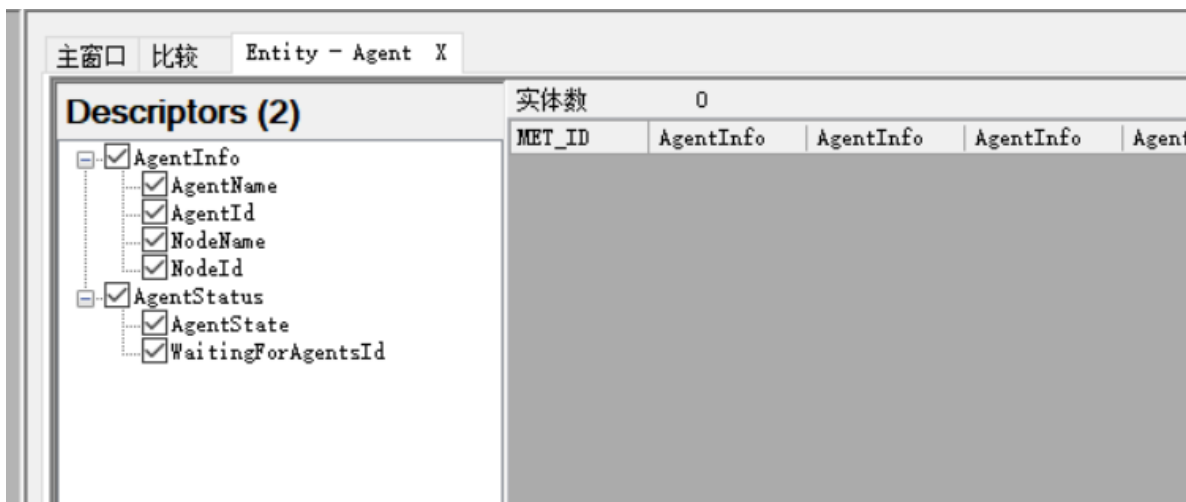 主窗口 比较 Entity - Agent X
Descriptors (2)
AgentInfo
AgentName
AgentId
NodeName
NodeId
AgentStatus
AgentState
WaitingForAgentsId
实体数 0
MET_ID AgentInfo AgentInfo AgentInfo Agent